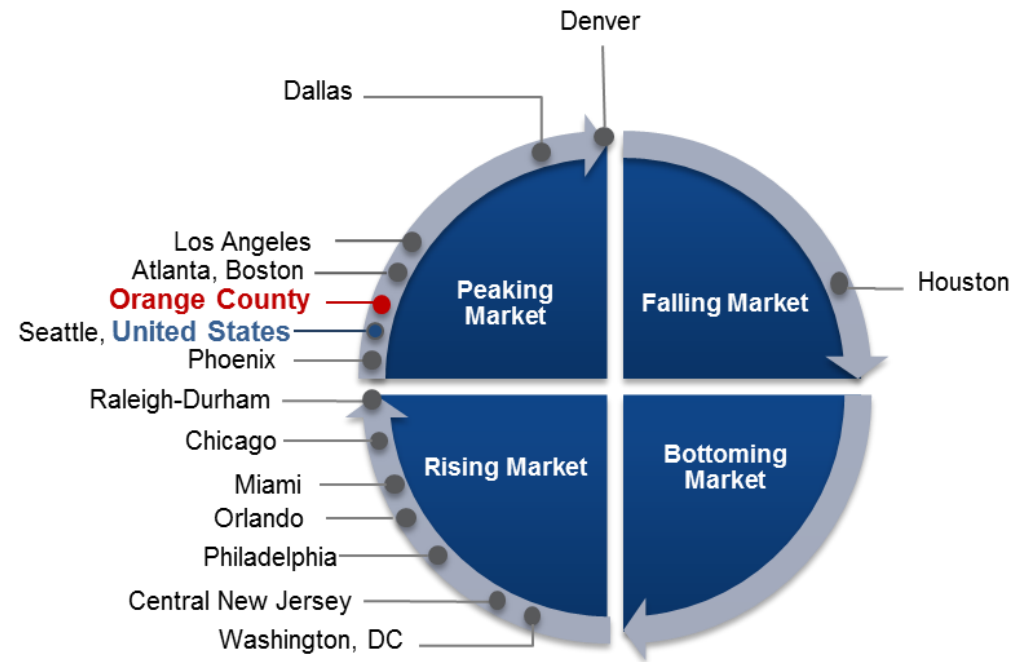 Denver
Dallas
Los Angeles
Atlanta, Boston
Orange County
Seattle, United States
Phoenix
Peaking
Market
Falling Market
Houston
Raleigh-Durham
Chicago
Miami
Orlando
Philadelphia
Central New Jersey
Washington, DC
Rising Market
Bottoming
Market